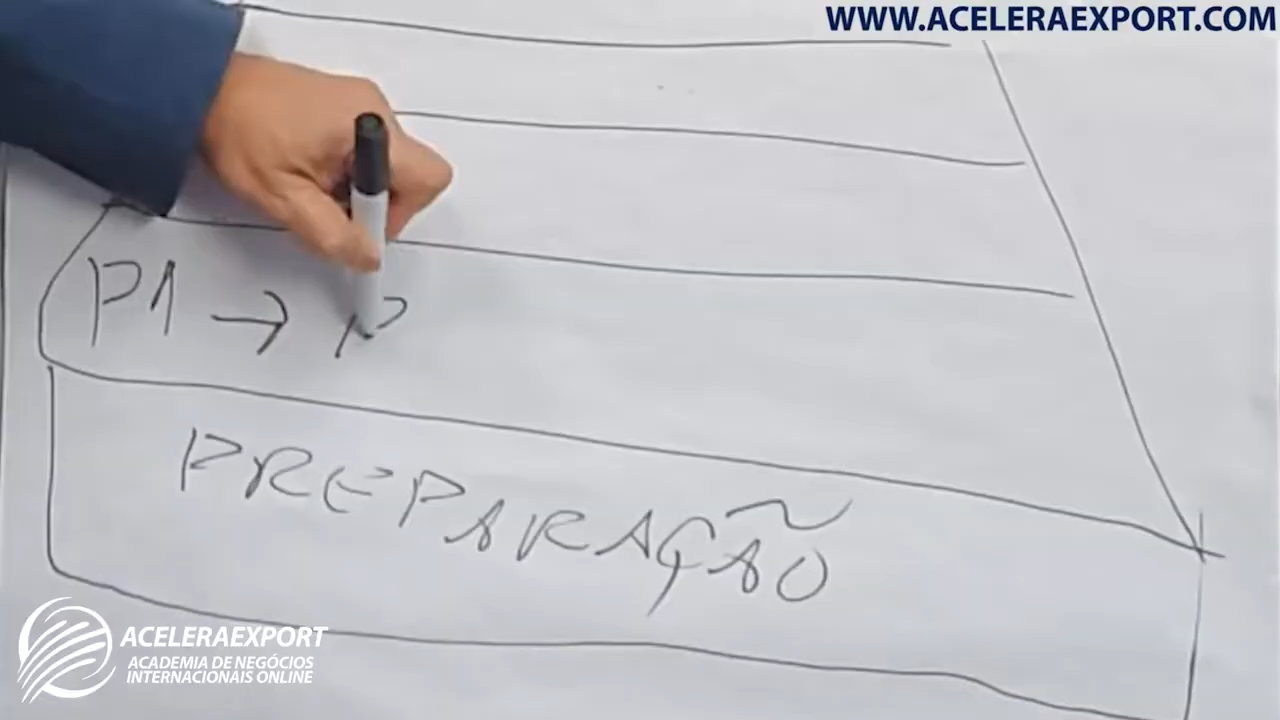 WWW.ACELERAEXPORT.COM
P1 → P
PREPARAÇÃO
ACELERAEXPORT
ACADEMIA DE NEGÓCIOS
INTERNACIONAIS ONLINE